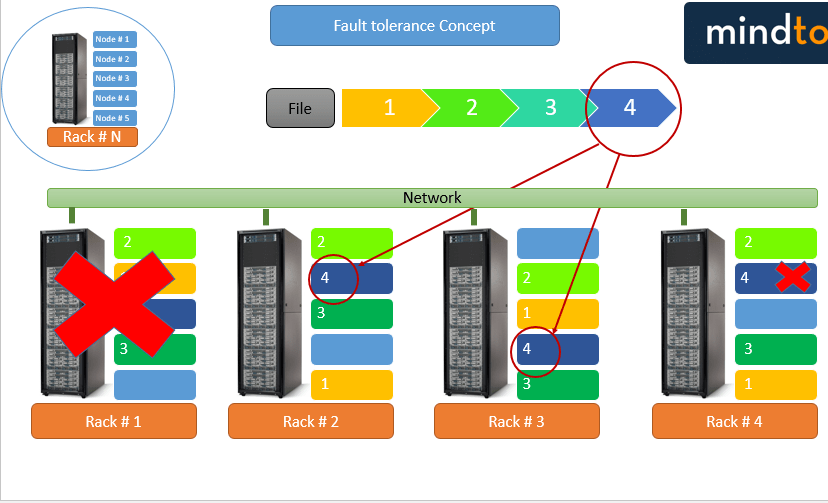 Fault tolerance Concept
mindto
Node # 1
Node # 2
Node # 3
Node # 4
Node # 5
Rack # N
File
1
2
3
4
Network
2
3
Rack # 1
2
4
3
1
Rack # 2
2
1
4
3
Rack # 3
2
4
3
1
Rack # 4